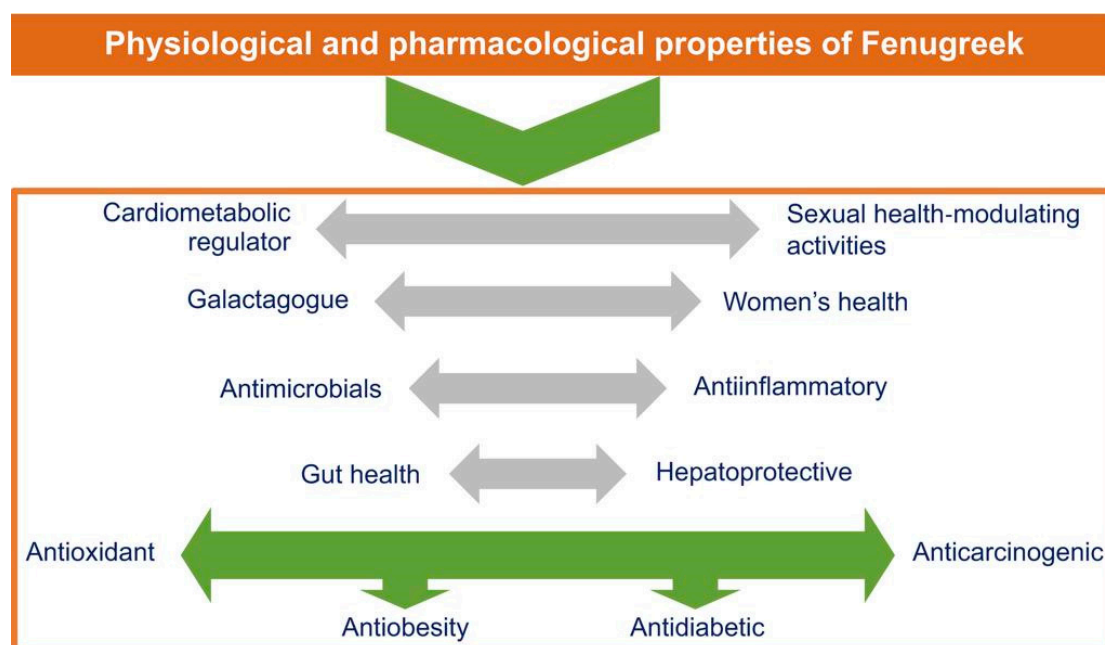 Physiological and pharmacological properties of Fenugreek
Cardiometabolic
regulator
Sexual health-modulating
activities
Galactagogue
Women's health
Antimicrobials
Antiinflammatory
Gut health
Hepatoprotective
Antioxidant
Anticarcinogenic
Antiobesity
Antidiabetic